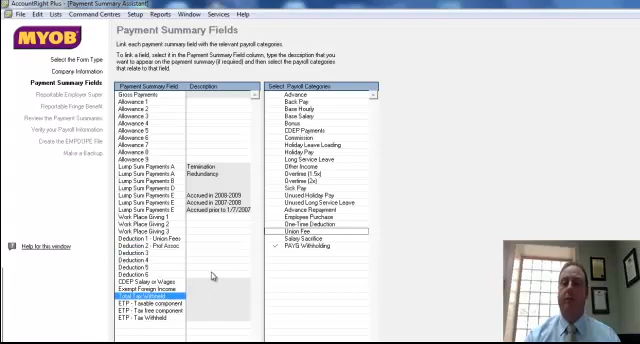 AccountRight Plus - [Payment Summary Assistant]
File Edit Lists Command Centres Setup Reports Window Services Help
MYOB
Payment Summary Fields
Link each payment summary field with the relevant payroll categories.
To link a field, select it in the Payment Summary Field column, type the description that you
want to appear on the payment summary (if required) and then select the payroll categories
that relate to that field.
Select the Form Type
Company Information
Payment Summary Fields
Reportable Employer Super
Reportable Fringe Benefit
Review the Payment Summaries
Verify your Payroll Information
Create the EMPDUPE File
Make a Backup
Help for this window
Payment Summary Field Description
Gross Payments
Allowance 1
Allowance 2
Allowance 3
Allowance 4
Allowance 5
Allowance 6
Allowance 7
Allowance 8
Allowance 9
Lump Sum Payments A Termination
Lump Sum Payments A Redundancy
Lump Sum Payments B
Lump Sum Payments D
Lump Sum Payments E Accrued in 2008-2009
Lump Sum Payments E Accrued in 2007-2008
Lump Sum Payments E Accrued prior to 1/7/2007
Work Place Giving 1
Work Place Giving 2
Work Place Giving 3
Deduction 1 - Union Fees
Deduction 2 - Prof Assoc
Deduction 3
Deduction 4
Deduction 5
Deduction 6
CDEP Salary or Wages
Exempt Foreign Income
Total Tax Withheld
ETP - Taxable component
ETP - Tax free component
ETP - Tax Withheld
Select Payroll Categories
Advance
Back Pay
Base Hourly
Base Salary
Bonus
CDEP Payments
Commission
Holiday Leave Loading
Holiday Pay
Long Service Leave
Other Income
Overtime (1.5x)
Overtime (2x)
Sick Pay
Unused Holiday Pay
Unused Long Service Leave
Advance Repayment
Employee Purchase
One-Time Deduction
Union Fee
Salary Sacrifice
PAYG Withholding